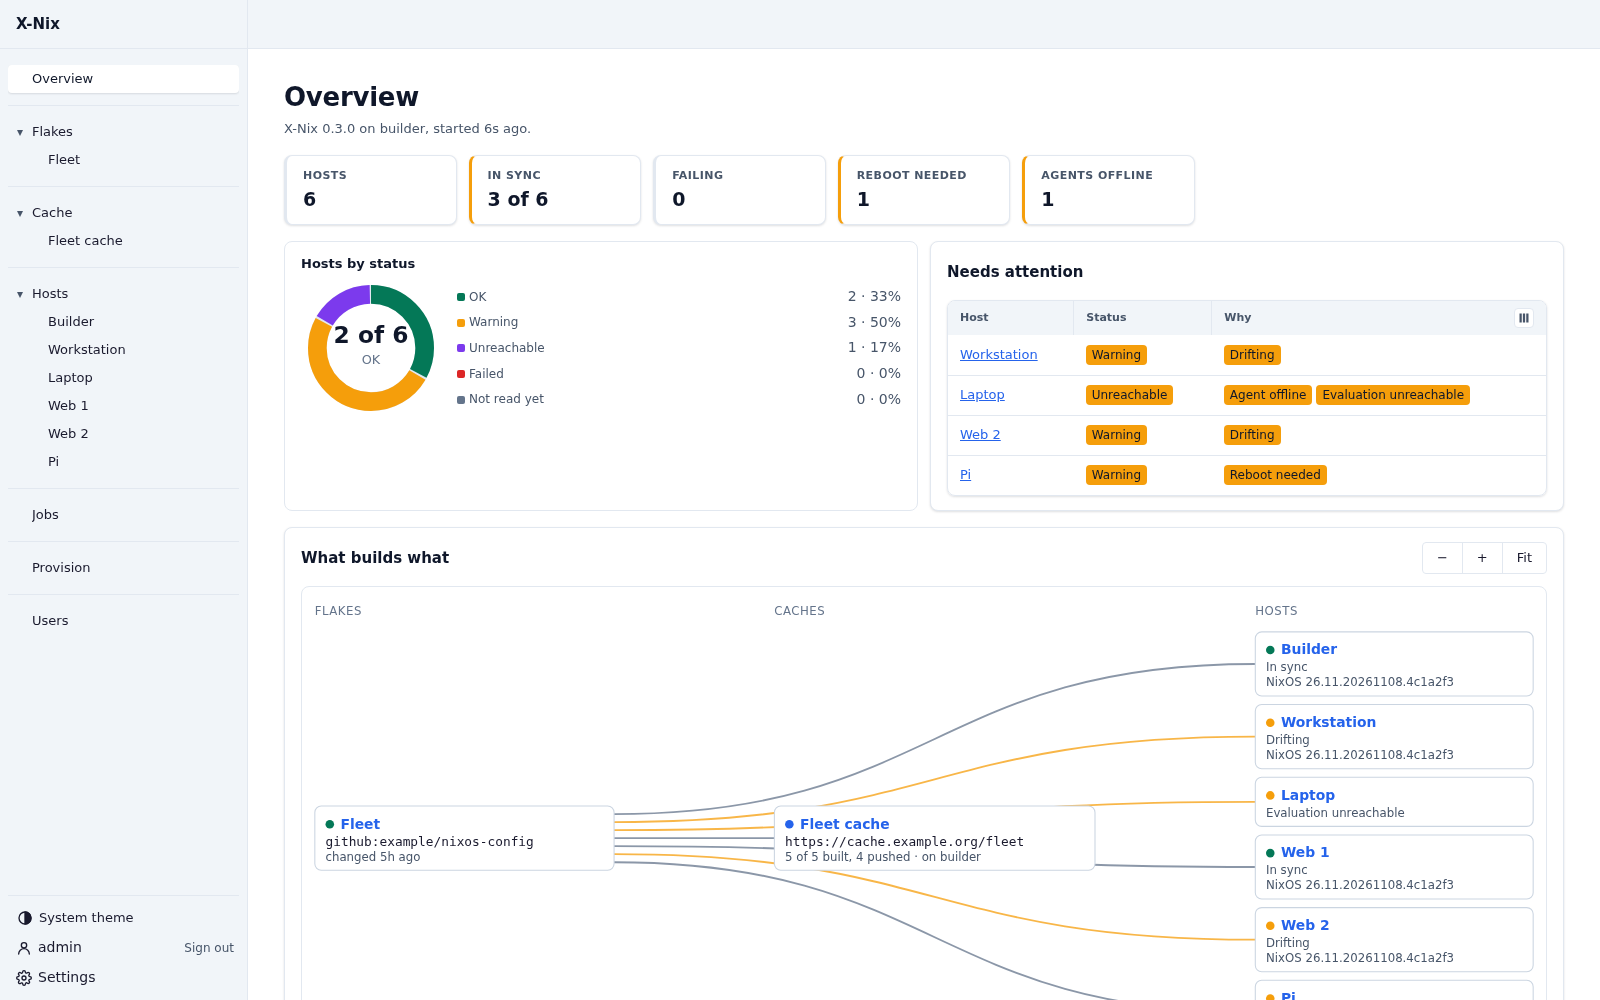 X-Nix
Overview
▾ Flakes
Fleet
▾ Cache
Fleet cache
▾ Hosts
Builder
Workstation
Laptop
Web 1
Web 2
Pi
Jobs
Provision
Users
System theme
admin Sign out
Settings
Overview
X-Nix 0.3.0 on builder, started 6s ago.
HOSTS
6
IN SYNC
3 of 6
FAILING
0
REBOOT NEEDED
1
AGENTS OFFLINE
1
Hosts by status
2 of 6
OK
OK 2 · 33%
Warning 3 · 50%
Unreachable 1 · 17%
Failed 0 · 0%
Not read yet 0 · 0%
Needs attention
Host Status Why
Workstation Warning Drifting
Laptop Unreachable Agent offline Evaluation unreachable
Web 2 Warning Drifting
Pi Warning Reboot needed
What builds what
− + Fit
FLAKES CACHES HOSTS
Fleet
github:example/nixos-config
changed 5h ago
Fleet cache
https://cache.example.org/fleet
5 of 5 built, 4 pushed · on builder
Builder
In sync
NixOS 26.11.20261108.4c1a2f3
Workstation
Drifting
NixOS 26.11.20261108.4c1a2f3
Laptop
Evaluation unreachable
Web 1
In sync
NixOS 26.11.20261108.4c1a2f3
Web 2
Drifting
NixOS 26.11.20261108.4c1a2f3
Pi